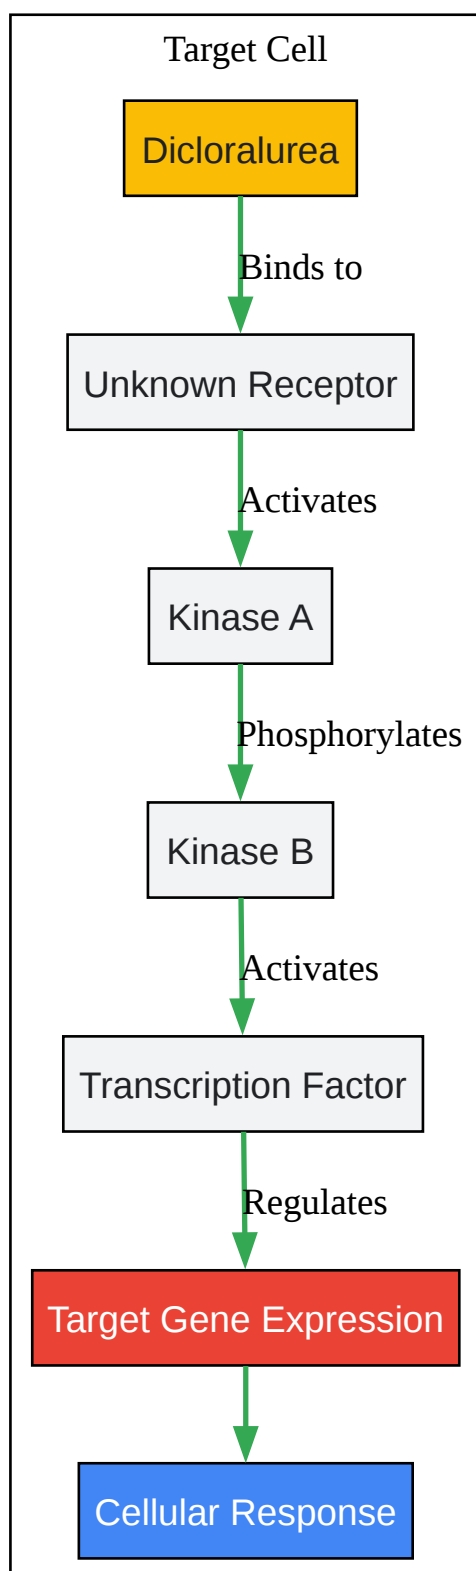 Target Cell
Dicloralurea
Binds to
Unknown Receptor
Activates
Kinase A
Phosphorylates
Kinase B
Activates
Transcription Factor
Regulates
Target Gene Expression
Cellular Response